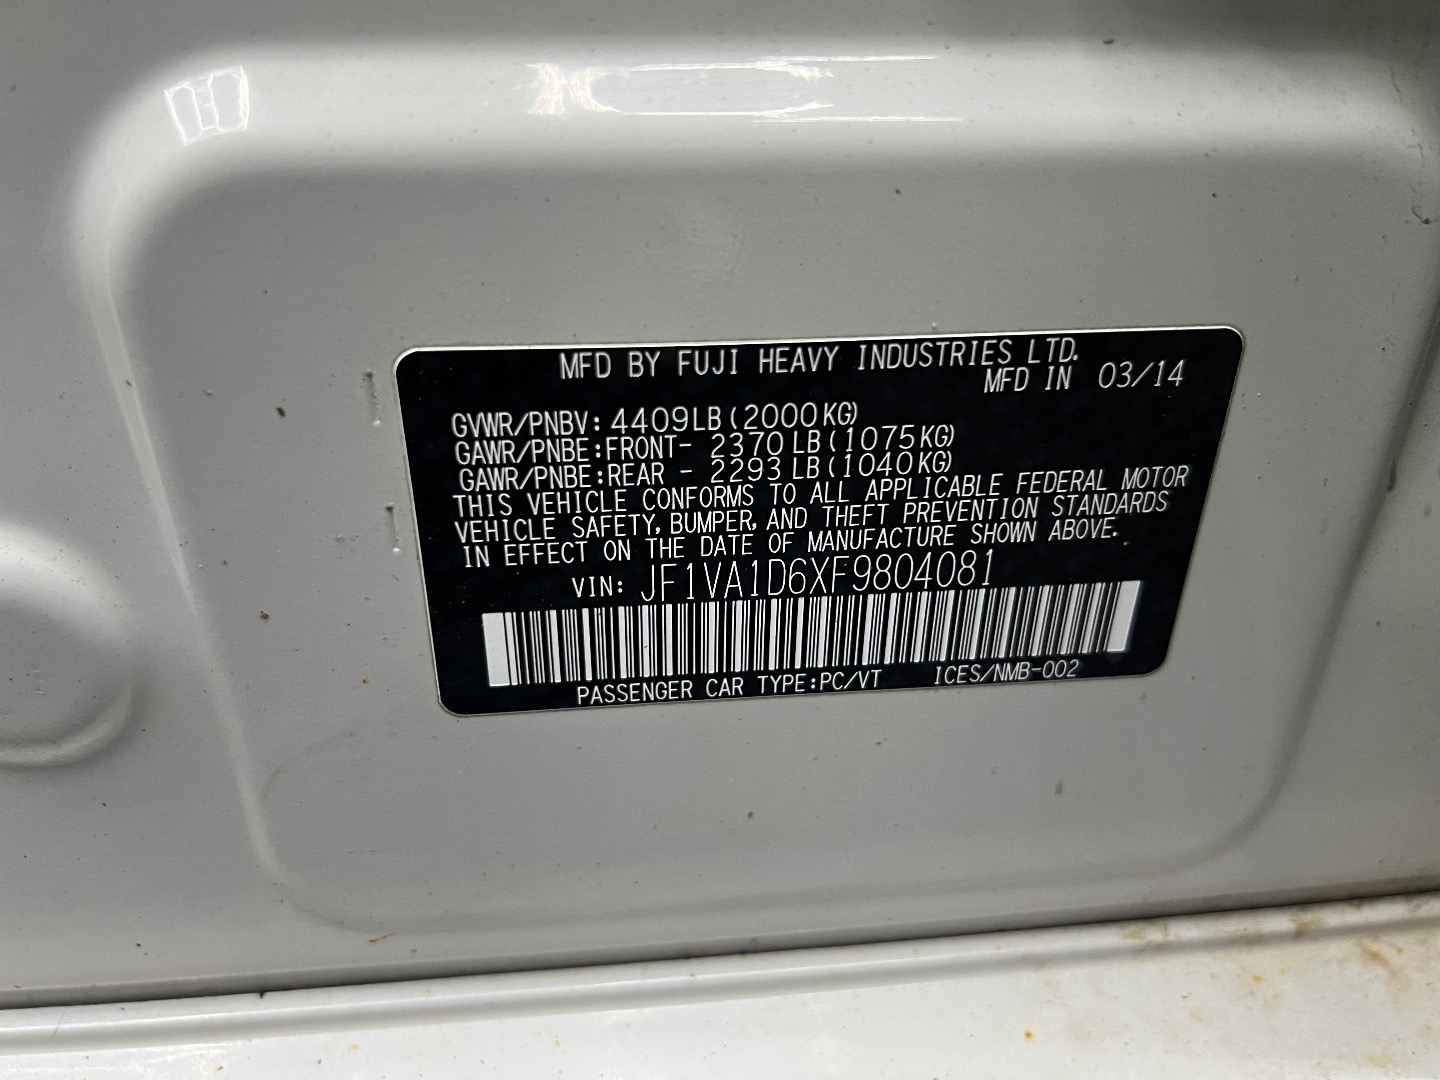 MFD BY FUJI HEAVY INDUSTRIES LTD.
MFD IN 03/14
GVWR/PNBV: 4409LB(2000KG)
GAWR/PNBE:FRONT- 2370LB(1075KG)
GAWR/PNBE:REAR - 2293LB(1040KG)
THIS VEHICLE CONFORMS TO ALL APPLICABLE FEDERAL MOTOR
VEHICLE SAFETY, BUMPER, AND THEFT PREVENTION STANDARDS
IN EFFECT ON THE DATE OF MANUFACTURE SHOWN ABOVE.
VIN: JF1VA1D6XF9804081
PASSENGER CAR TYPE:PC/VT ICES/NMB-002